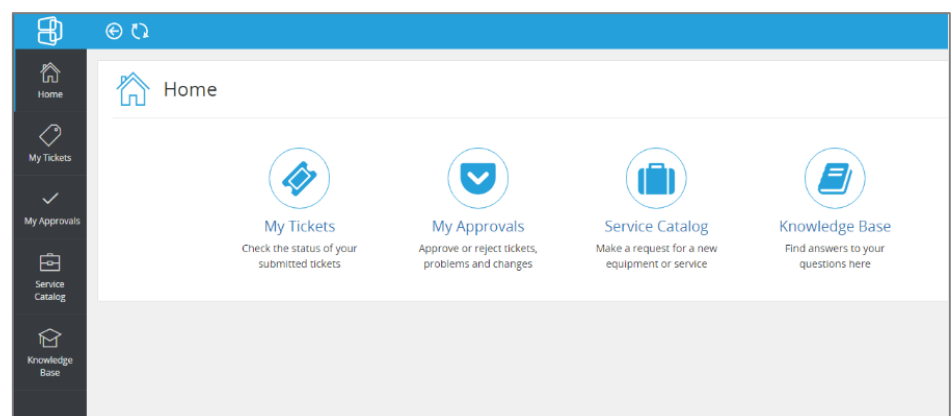 Home
My Tickets
My Approvals
Service
Catalog
Knowledge
Base
Home
My Tickets
Check the status of your
submitted tickets
My Approvals
Approve or reject tickets,
problems and changes
Service Catalog
Make a request for a new
equipment or service
Knowledge Base
Find answers to your
questions here